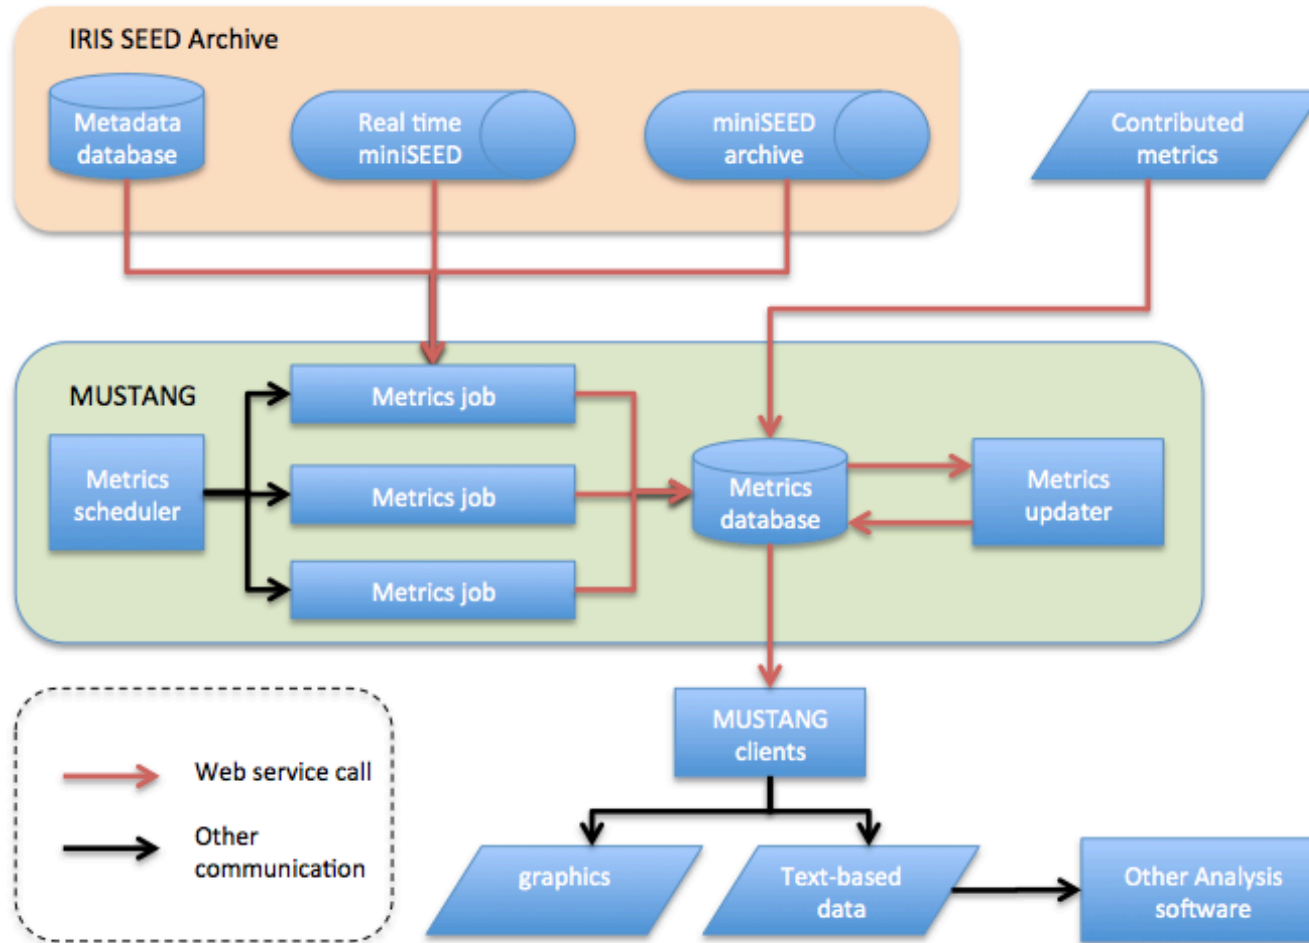 IRIS SEED Archive
Metadata
database
Real time
miniSEED
miniSEED
archive
Contributed
metrics
MUSTANG
Metrics
scheduler
Metrics job
Metrics job
Metrics job
Metrics
database
Metrics
updater
MUSTANG
clients
Web service call
Other
communication
graphics
Text-based
data
Other Analysis
software